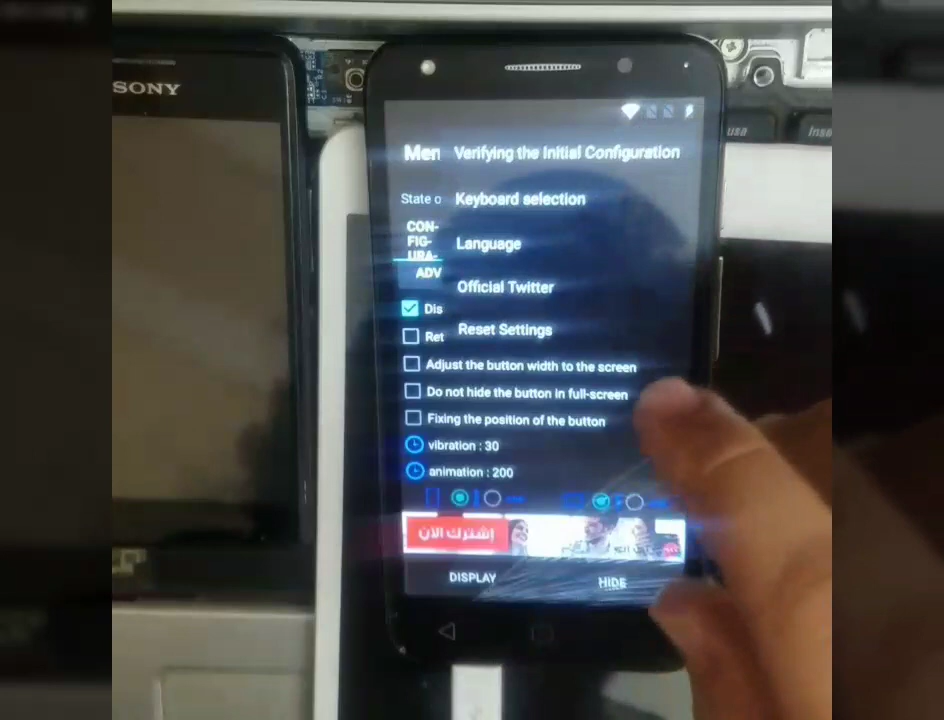 SONY
Men Verifying the Initial Configuration
State o
Keyboard selection
CON-
FIG-
URA-
Language
ADV
Official Twitter
Dis
Reset Settings
Ret
Adjust the button width to the screen
Do not hide the button in full-screen
Fixing the position of the button
vibration : 30
animation : 200
إشترك الآن
DISPLAY HIDE
Inse